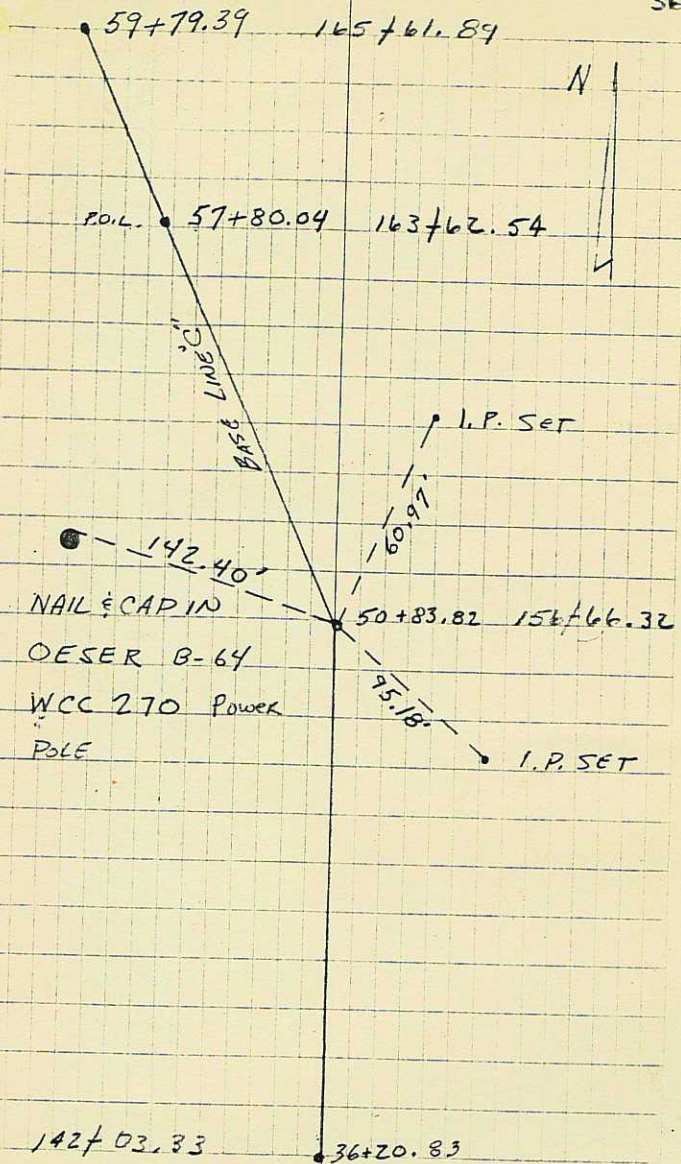 59+79.39 165+61.89
N
P.O.L. 57+80.04 163+62.54
BASE LINE "C"
I.P. SET
60.97'
142.40'
NAIL & CAP IN
OESER B-64
WCC 270 Power
POLE
50+83.82 156+66.32
95.18'
I.P. SET
142+03.33 36+20.83